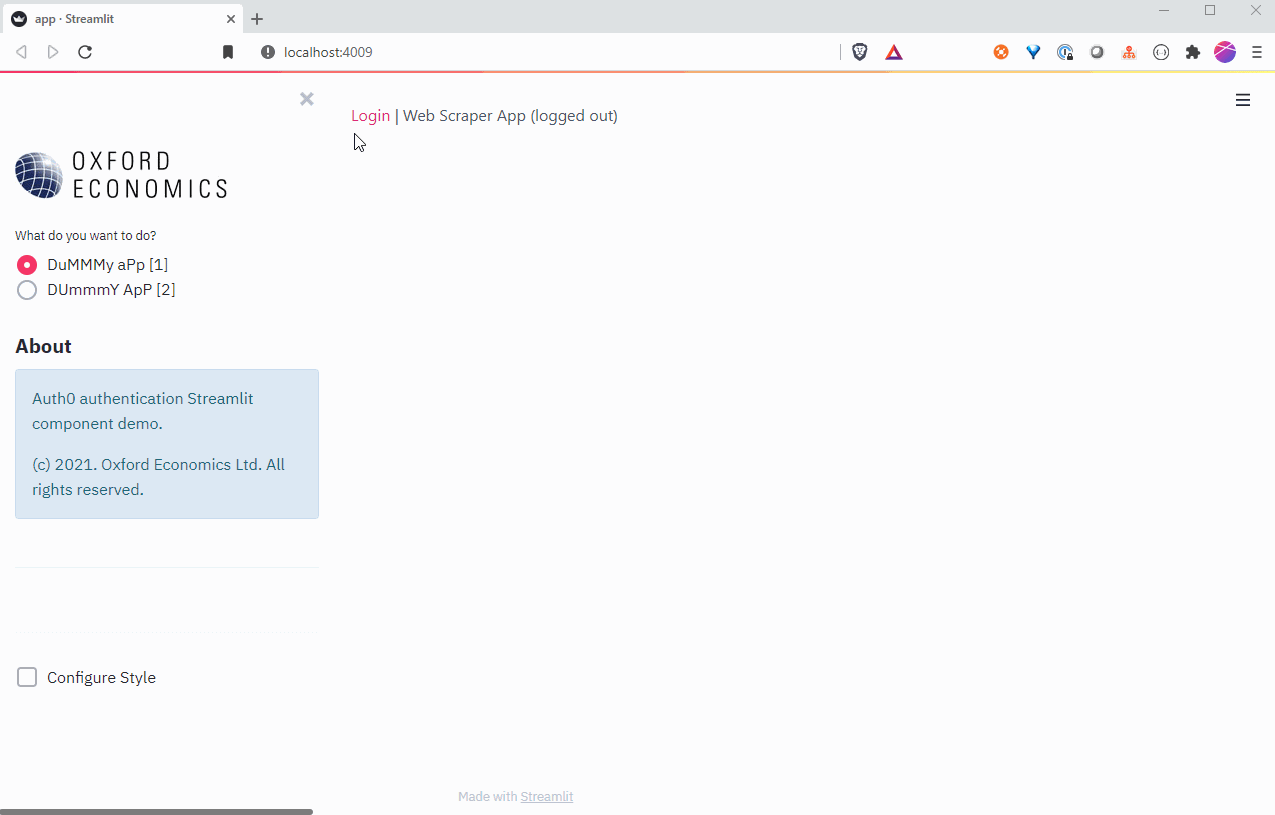 app · Streamlit
localhost:4009
Login | Web Scraper App (logged out)
OXFORD
ECONOMICS
What do you want to do?
DuMMMy aPp [1]
DUmmmY ApP [2]
About
Auth0 authentication Streamlit
component demo.
(c) 2021. Oxford Economics Ltd. All
rights reserved.
Configure Style
Made with Streamlit